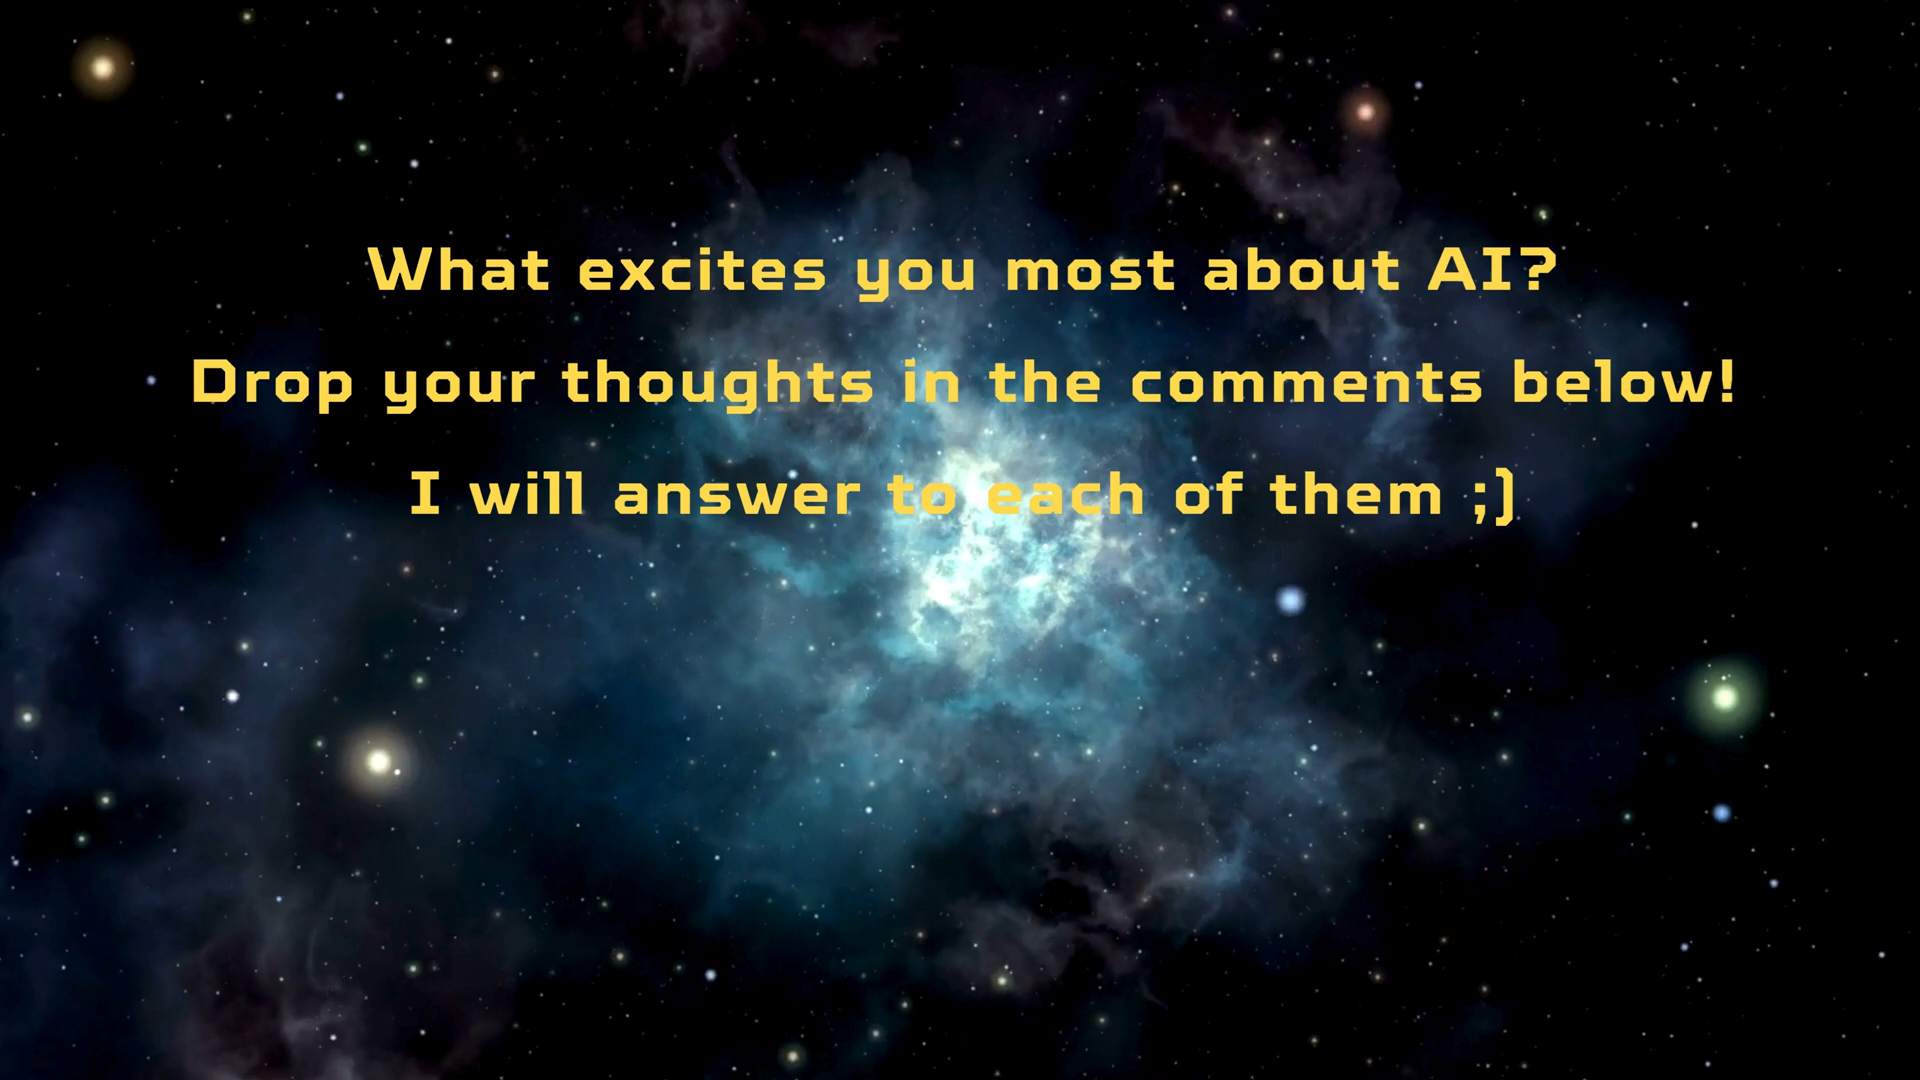 What excites you most about AI?
Drop your thoughts in the comments below!
I will answer to each of them ;)